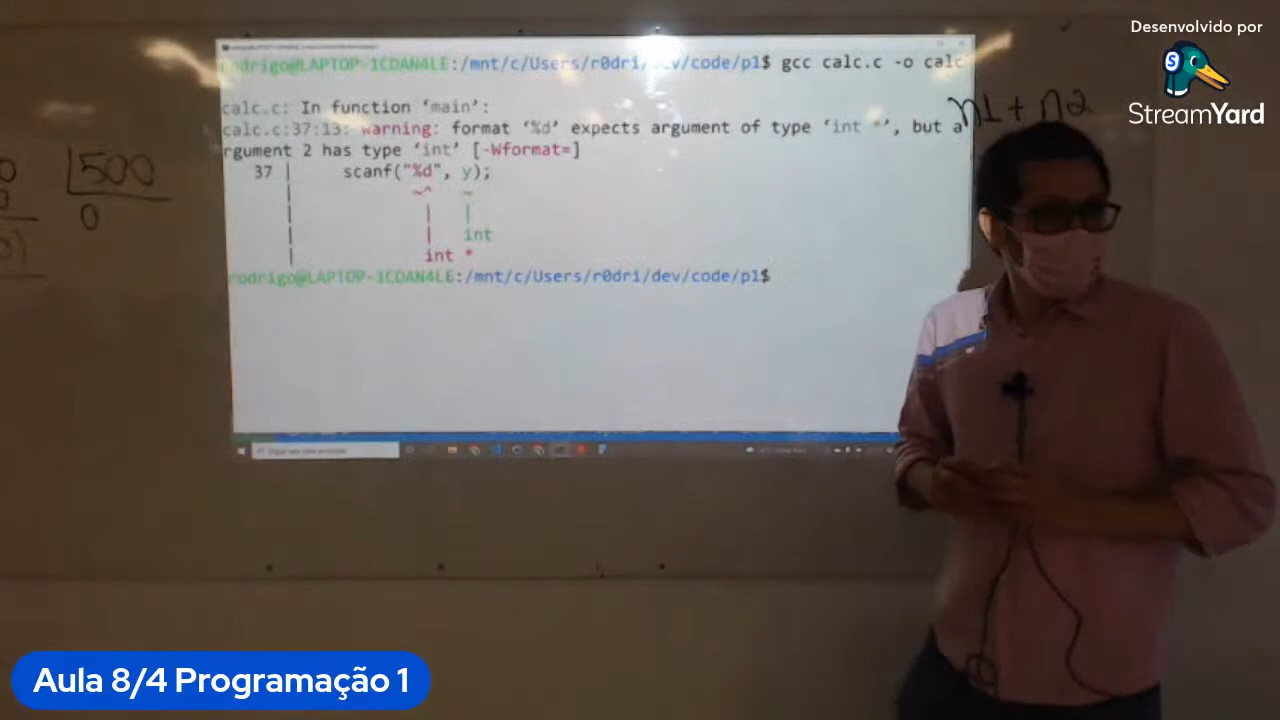 Desenvolvido por
StreamYard
rodrigo@LAPTOP-1CDAN4LE:/mnt/c/Users/r0dri/dev/code/p1$ gcc calc.c -o calc
calc.c: In function ‘main’:
calc.c:37:13: warning: format ‘%d’ expects argument of type ‘int *’, but a
rgument 2 has type ‘int’ [-Wformat=]
37 | scanf("%d", y);
| ~^ ~
| | |
| | int
| int *
rodrigo@LAPTOP-1CDAN4LE:/mnt/c/Users/r0dri/dev/code/p1$
n1 + n2
500
0
Aula 8/4 Programação 1